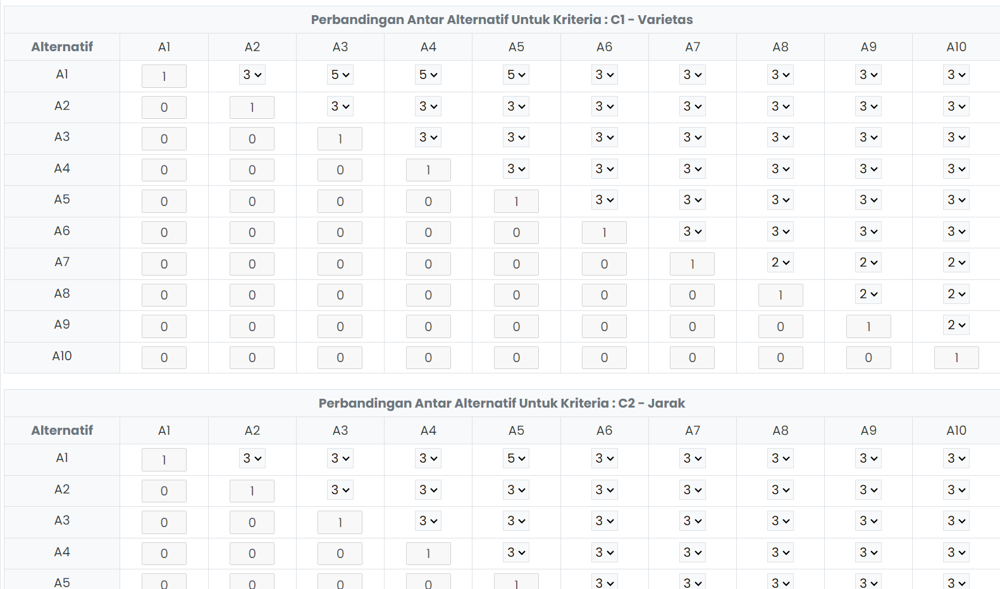 Perbandingan Antar Alternatif Untuk Kriteria : C1 - Varietas
Alternatif A1 A2 A3 A4 A5 A6 A7 A8 A9 A10
A1 1 3 5 5 5 3 3 3 3 3
A2 0 1 3 3 3 3 3 3 3 3
A3 0 0 1 3 3 3 3 3 3 3
A4 0 0 0 1 3 3 3 3 3 3
A5 0 0 0 0 1 3 3 3 3 3
A6 0 0 0 0 0 1 3 3 3 3
A7 0 0 0 0 0 0 1 2 2 2
A8 0 0 0 0 0 0 0 1 2 2
A9 0 0 0 0 0 0 0 0 1 2
A10 0 0 0 0 0 0 0 0 0 1
Perbandingan Antar Alternatif Untuk Kriteria : C2 - Jarak
Alternatif A1 A2 A3 A4 A5 A6 A7 A8 A9 A10
A1 1 3 3 3 5 3 3 3 3 3
A2 0 1 3 3 3 3 3 3 3 3
A3 0 0 1 3 3 3 3 3 3 3
A4 0 0 0 1 3 3 3 3 3 3
A5 0 0 0 0 1 3 3 3 3 3